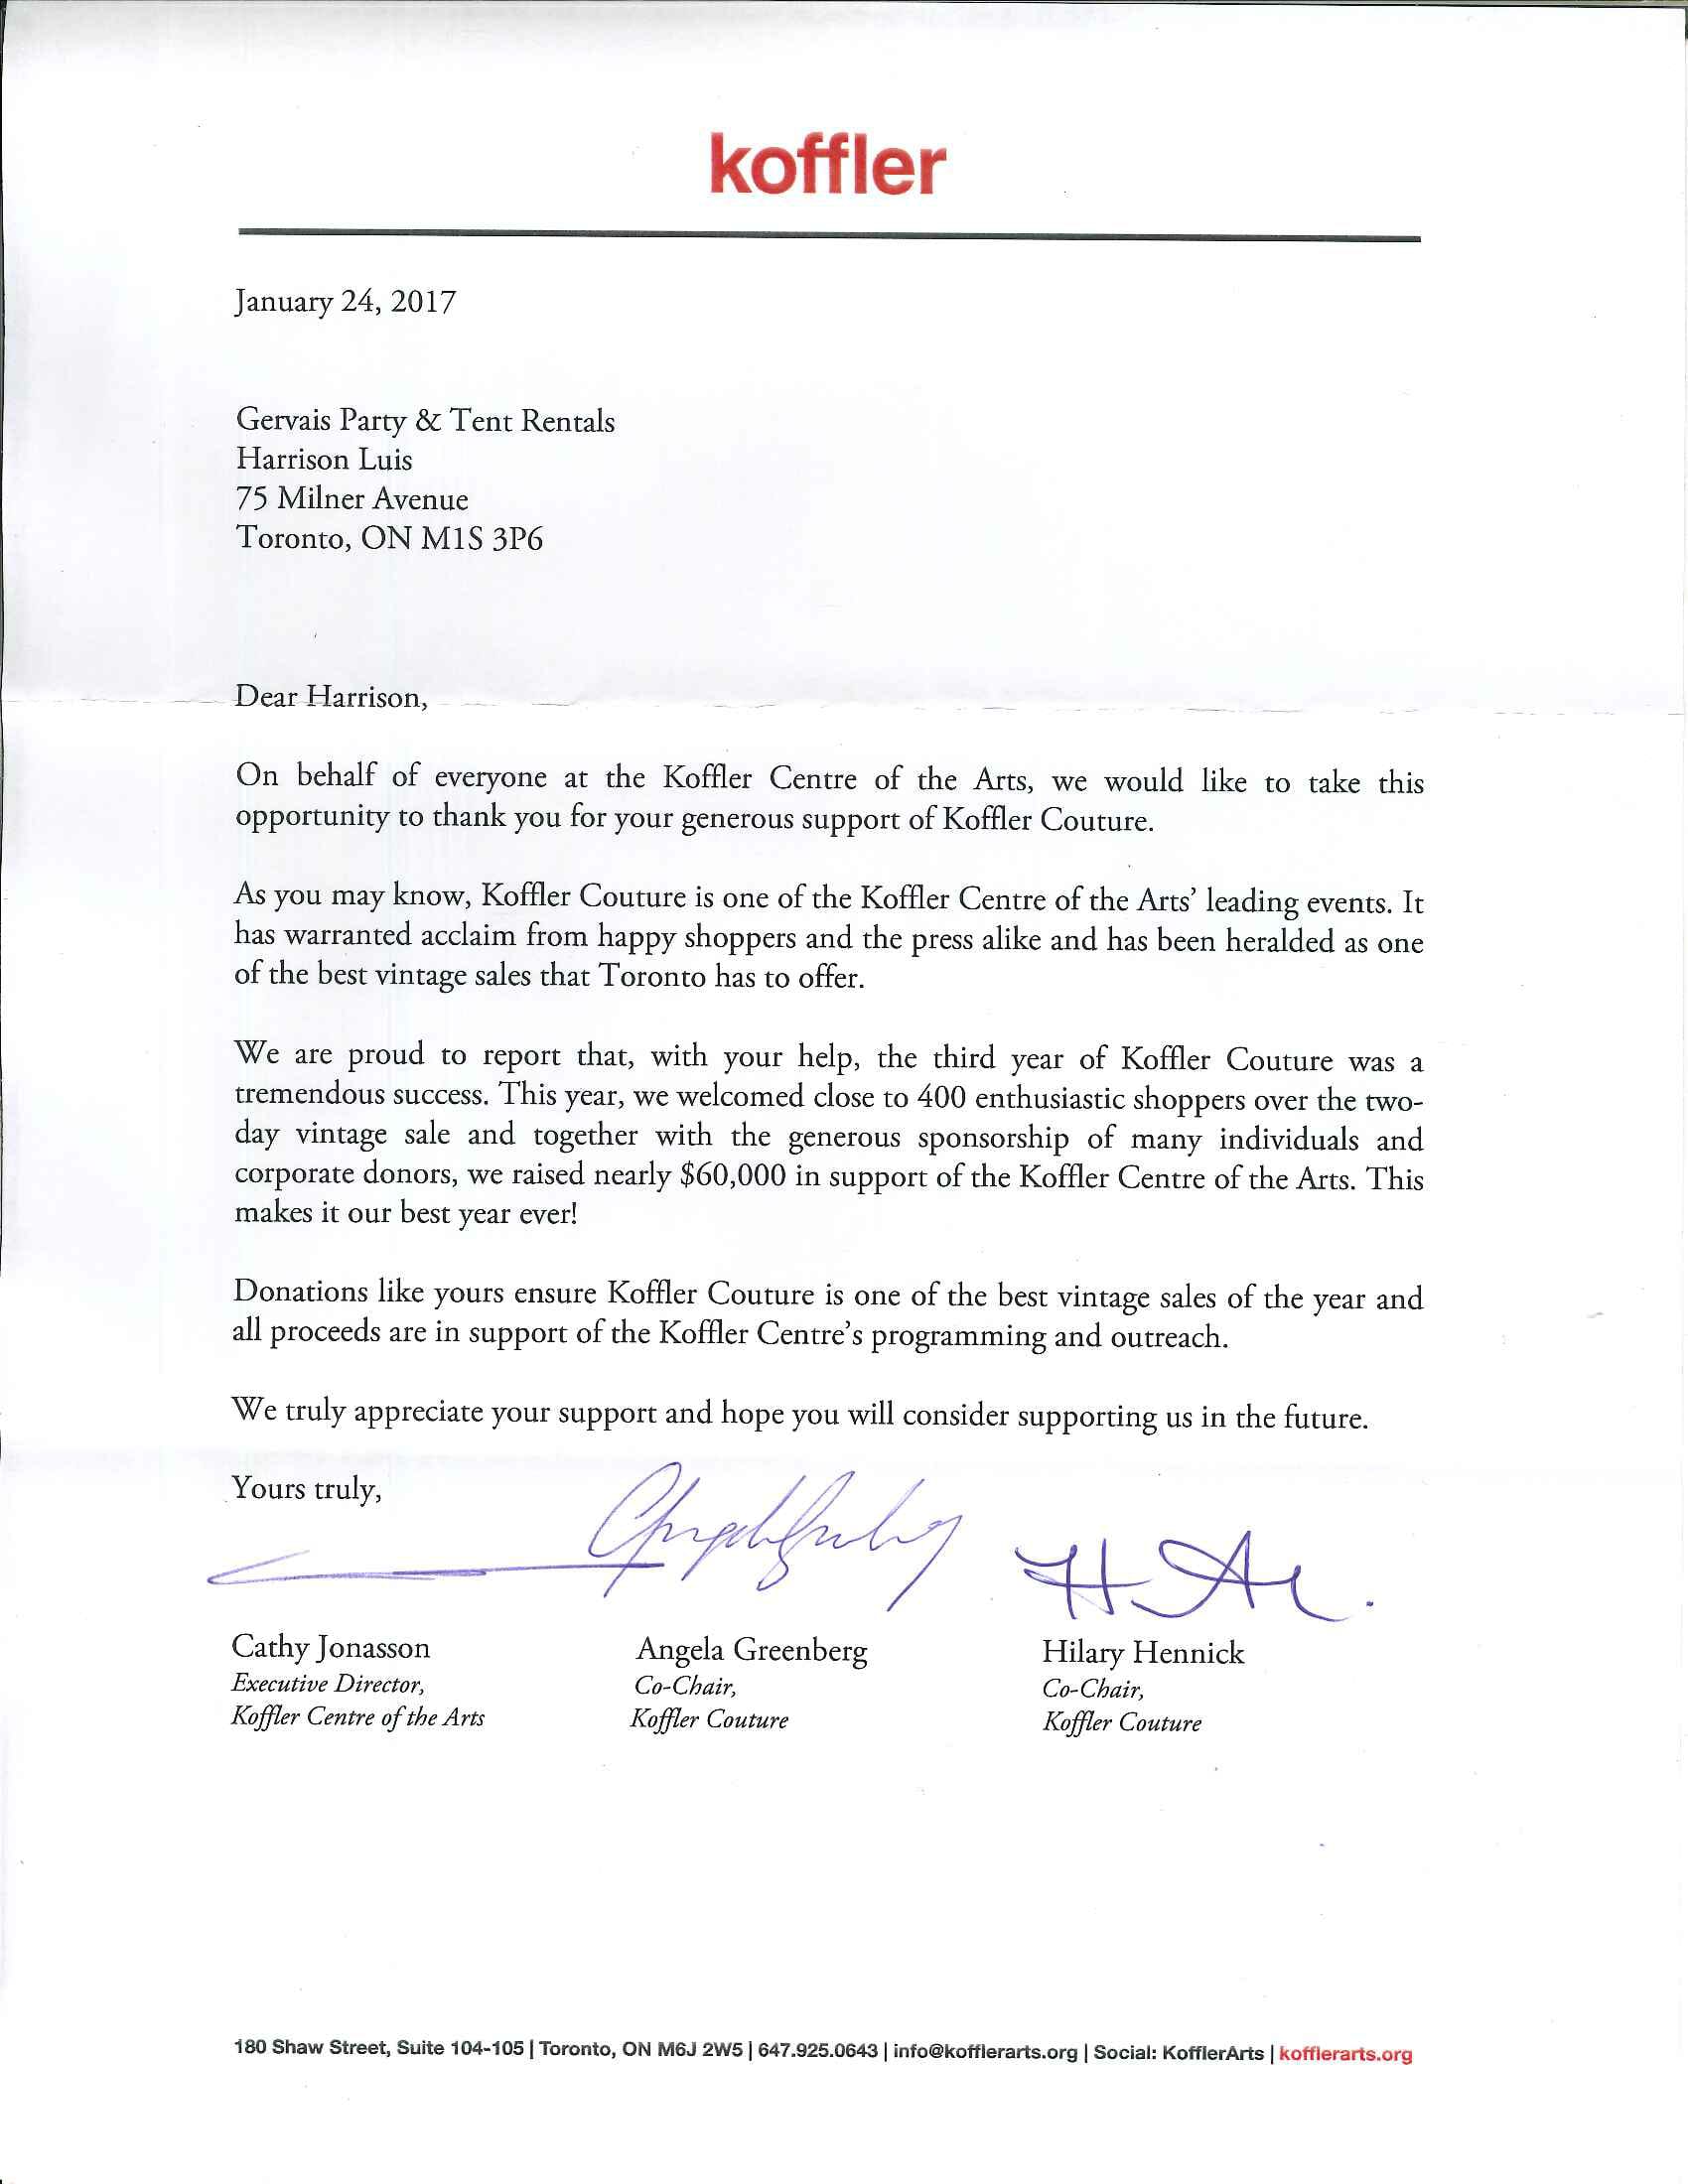 koffler
January 24, 2017
Gervais Party & Tent Rentals
Harrison Luis
75 Milner Avenue
Toronto, ON M1S 3P6
Dear Harrison,
On behalf of everyone at the Koffler Centre of the Arts, we would like to take this
opportunity to thank you for your generous support of Koffler Couture.
As you may know, Koffler Couture is one of the Koffler Centre of the Arts’ leading events. It
has warranted acclaim from happy shoppers and the press alike and has been heralded as one
of the best vintage sales that Toronto has to offer.
We are proud to report that, with your help, the third year of Koffler Couture was a
tremendous success. This year, we welcomed close to 400 enthusiastic shoppers over the two-
day vintage sale and together with the generous sponsorship of many individuals and
corporate donors, we raised nearly $60,000 in support of the Koffler Centre of the Arts. This
makes it our best year ever!
Donations like yours ensure Koffler Couture is one of the best vintage sales of the year and
all proceeds are in support of the Koffler Centre’s programming and outreach.
We truly appreciate your support and hope you will consider supporting us in the future.
Yours truly,
Cathy Jonasson Angela Greenberg Hilary Hennick
Executive Director, Co-Chair, Co-Chair,
Koffler Centre of the Arts Koffler Couture Koffler Couture
180 Shaw Street, Suite 104-105 | Toronto, ON M6J 2W5 | 647.925.0643 | info@kofflerarts.org | Social: KofflerArts | kofflerarts.org